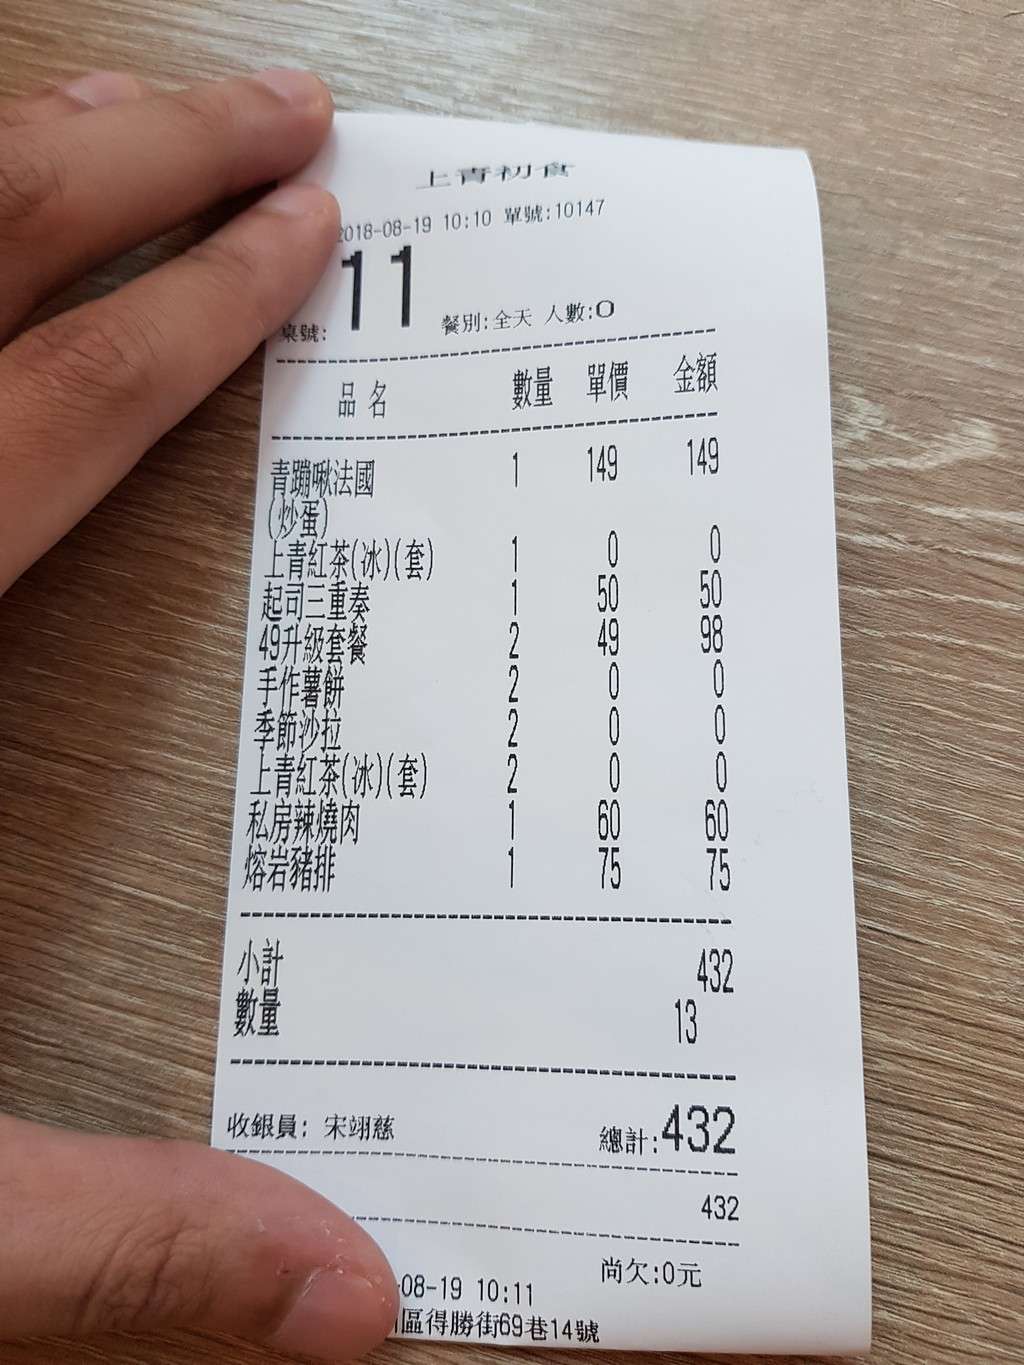 上青初食
2018-08-19 10:10 單號:10147
桌號: 11 餐別:全天 人數:0
品名 數量 單價 金額
青蹦啾法國 1 149 149
(炒蛋)
上青紅茶(冰)(套) 1 0 0
起司三重奏 1 50 50
49升級套餐 2 49 98
手作薯餅 2 0 0
季節沙拉 2 0 0
上青紅茶(冰)(套) 2 0 0
私房辣燒肉 1 60 60
熔岩豬排 1 75 75
小計 432
數量 13
收銀員: 宋翊慈 總計:432
432
尚欠:0元
-08-19 10:11
區得勝街69巷14號